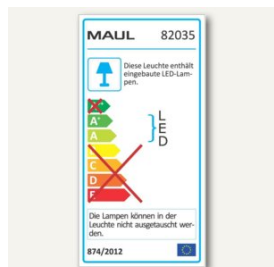 MAUL 82035
Diese Leuchte enthält
eingebaute LED-Lam-
pen.
A⁺
A
L
E
D
C
D
E
Die Lampen können in der
Leuchte nicht ausgetauscht wer-
den.
874/2012